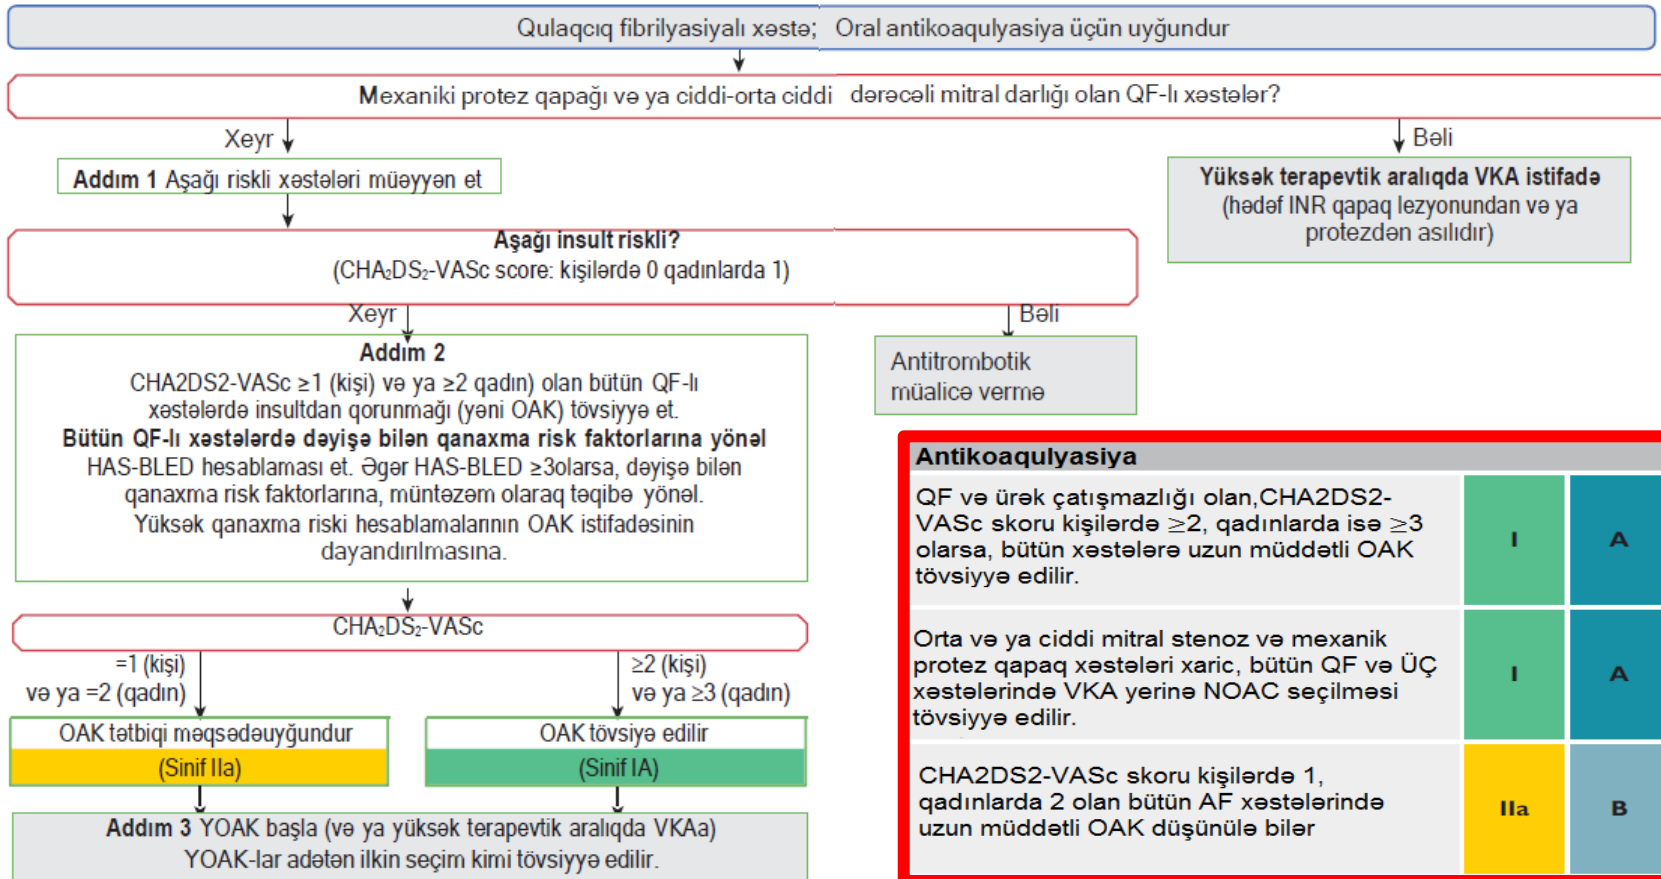 Qulaqcıq fibrilyasiyalı xəstə; Oral antikoaqulyasiya üçün uyğundur
Mexaniki protez qapağı və ya ciddi-orta ciddi dərəcəli mitral darlığı olan QF-lı xəstələr?
Xeyr
Bəli
Addım 1 Aşağı riskli xəstələri müəyyən et
Yüksək terapevtik aralıqda VKA istifadə
(hədəf INR qapaq lezyonundan və ya
protezdən asılıdır)
Aşağı insult riskli?
(CHA₂DS₂-VASc score: kişilərdə 0 qadınlarda 1)
Xeyr
Bəli
Addım 2
CHA2DS2-VASc ≥1 (kişi) və ya ≥2 qadın) olan bütün QF-lı
xəstələrdə insultdan qorunmağı (yəni OAK) tövsiyyə et.
Bütün QF-lı xəstələrdə dəyişə bilən qanaxma risk faktorlarına yönəl
HAS-BLED hesablaması et. Əgər HAS-BLED ≥3olarsa, dəyişə bilən
qanaxma risk faktorlarına, müntəzəm olaraq təqibə yönəl.
Yüksək qanaxma riski hesablamalarının OAK istifadəsinin
dayandırılmasına.
Antitrombotik
müalicə vermə
CHA₂DS₂-VASc
=1 (kişi)
və ya =2 (qadın)
≥2 (kişi)
və ya ≥3 (qadın)
OAK tətbiqi məqsədəuyğundur
(Sinif IIa)
OAK tövsiyə edilir
(Sinif IA)
Addım 3 YOAK başla (və ya yüksək terapevtik aralıqda VKAa)
YOAK-lar adətən ilkin seçim kimi tövsiyyə edilir.
Antikoaqulyasiya
QF və ürək çatışmazlığı olan,CHA2DS2-
VASc skoru kişilərdə ≥2, qadınlarda isə ≥3
olarsa, bütün xəstələrə uzun müddətli OAK
tövsiyyə edilir.
I
A
Orta və ya ciddi mitral stenoz və mexanik
protez qapaq xəstələri xaric, bütün QF və ÜÇ
xəstələrində VKA yerinə NOAC seçilməsi
tövsiyyə edilir.
I
A
CHA2DS2-VASc skoru kişilərdə 1,
qadınlarda 2 olan bütün AF xəstələrində
uzun müddətli OAK düşünülə bilər
IIa
B